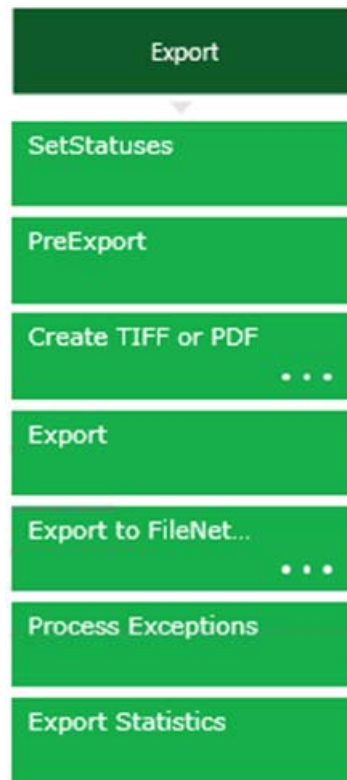 Export
SetStatuses
PreExport
Create TIFF or PDF
...
Export
Export to FileNet...
...
Process Exceptions
Export Statistics